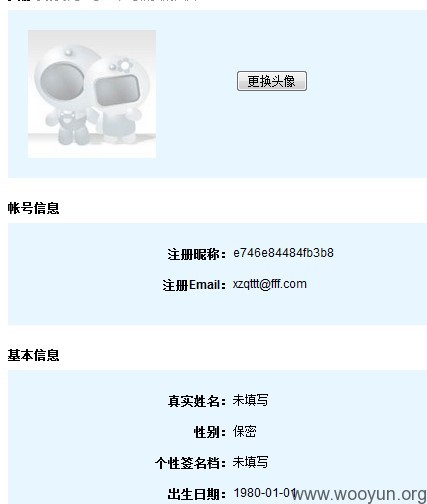 更换头像
帐号信息
注册昵称：e746e84484fb3b8
注册Email：xzqttt@fff.com
基本信息
真实姓名：未填写
性别：保密
个性签名档：未填写
出生日期：1980-01-01
www.wooyun.org